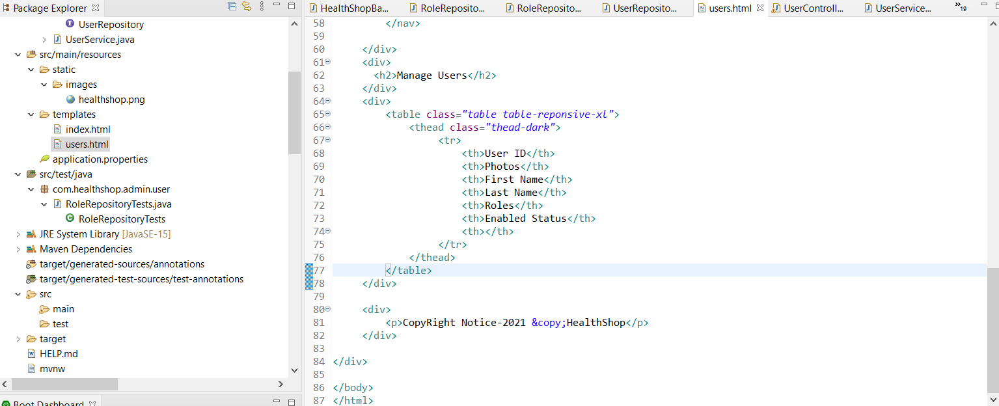 Package Explorer
UserRepository
UserService.java
src/main/resources
static
images
healthshop.png
templates
index.html
users.html
application.properties
src/test/java
com.healthshop.admin.user
RoleRepositoryTests.java
RoleRepositoryTests
JRE System Library [JavaSE-15]
Maven Dependencies
target/generated-sources/annotations
target/generated-test-sources/test-annotations
src
main
test
target
HELP.md
mvnw
Boot Dashboard
HealthShopBa... RoleReposito... RoleReposito... UserReposito... users.html UserControll... UserService... »19
58 </nav>
59
60 </div>
61 <div>
62 <h2>Manage Users</h2>
63 </div>
64 <div>
65 <table class="table table-reponsive-xl">
66 <thead class="thead-dark">
67 <tr>
68 <th>User ID</th>
69 <th>Photos</th>
70 <th>First Name</th>
71 <th>Last Name</th>
72 <th>Roles</th>
73 <th>Enabled Status</th>
74 <th></th>
75 </tr>
76 </thead>
77 </table>
78 </div>
79
80 <div>
81 <p>CopyRight Notice-2021 &copy;HealthShop</p>
82 </div>
83
84 </div>
85
86 </body>
87 </html>